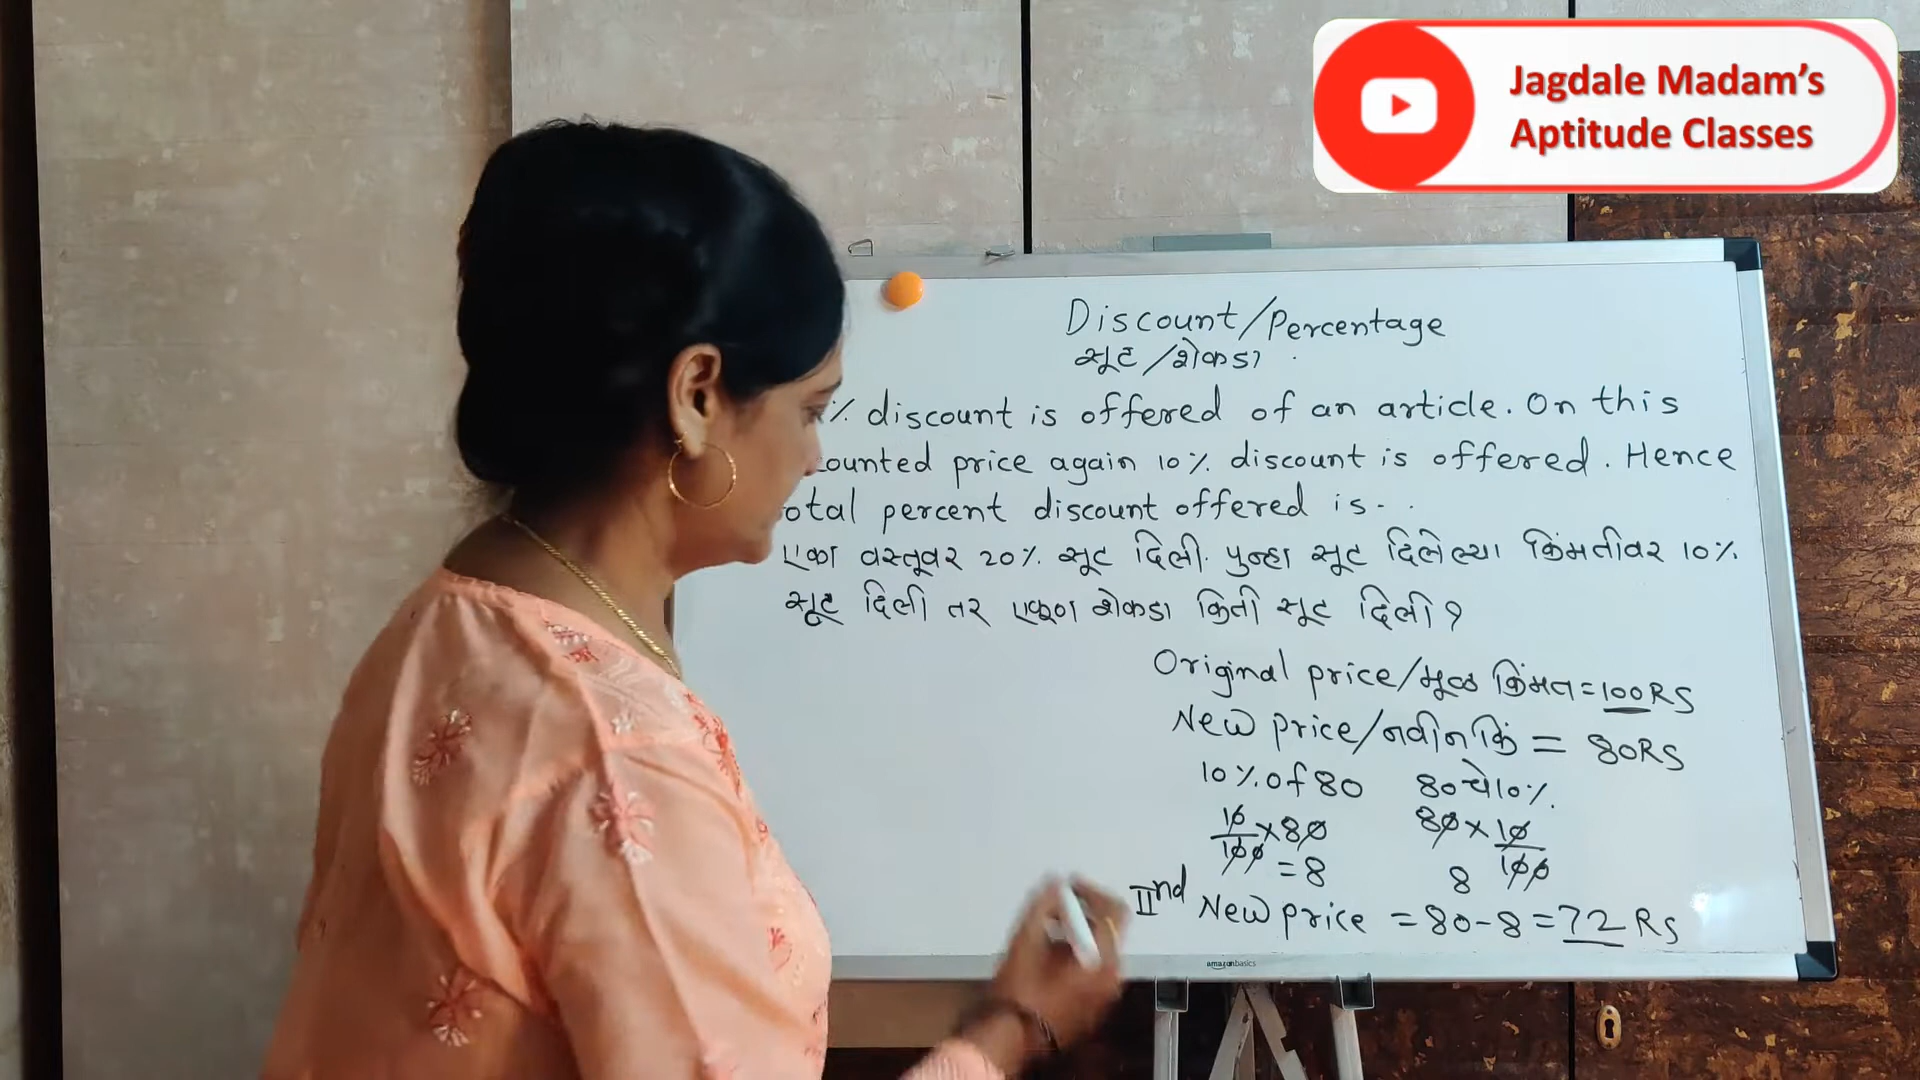 Jagdale Madam's
Aptitude Classes
Discount/Percentage
सूट/शेकडा
% discount is offered of an article. On this
counted price again 10% discount is offered. Hence
otal percent discount offered is..
एका वस्तूवर 20% सूट दिली. पुन्हा सूट दिलेल्या किंमतीवर 10%
सूट दिली तर एकूण शेकडा किती सूट दिली?
Original price/मूळ किंमत=100RS
New price/नवीन किं = 80RS
10%of 80 80चे10%
10/100 ×80 80×10/100
=8 8
IInd New price =80-8=72 RS
amazonbasics